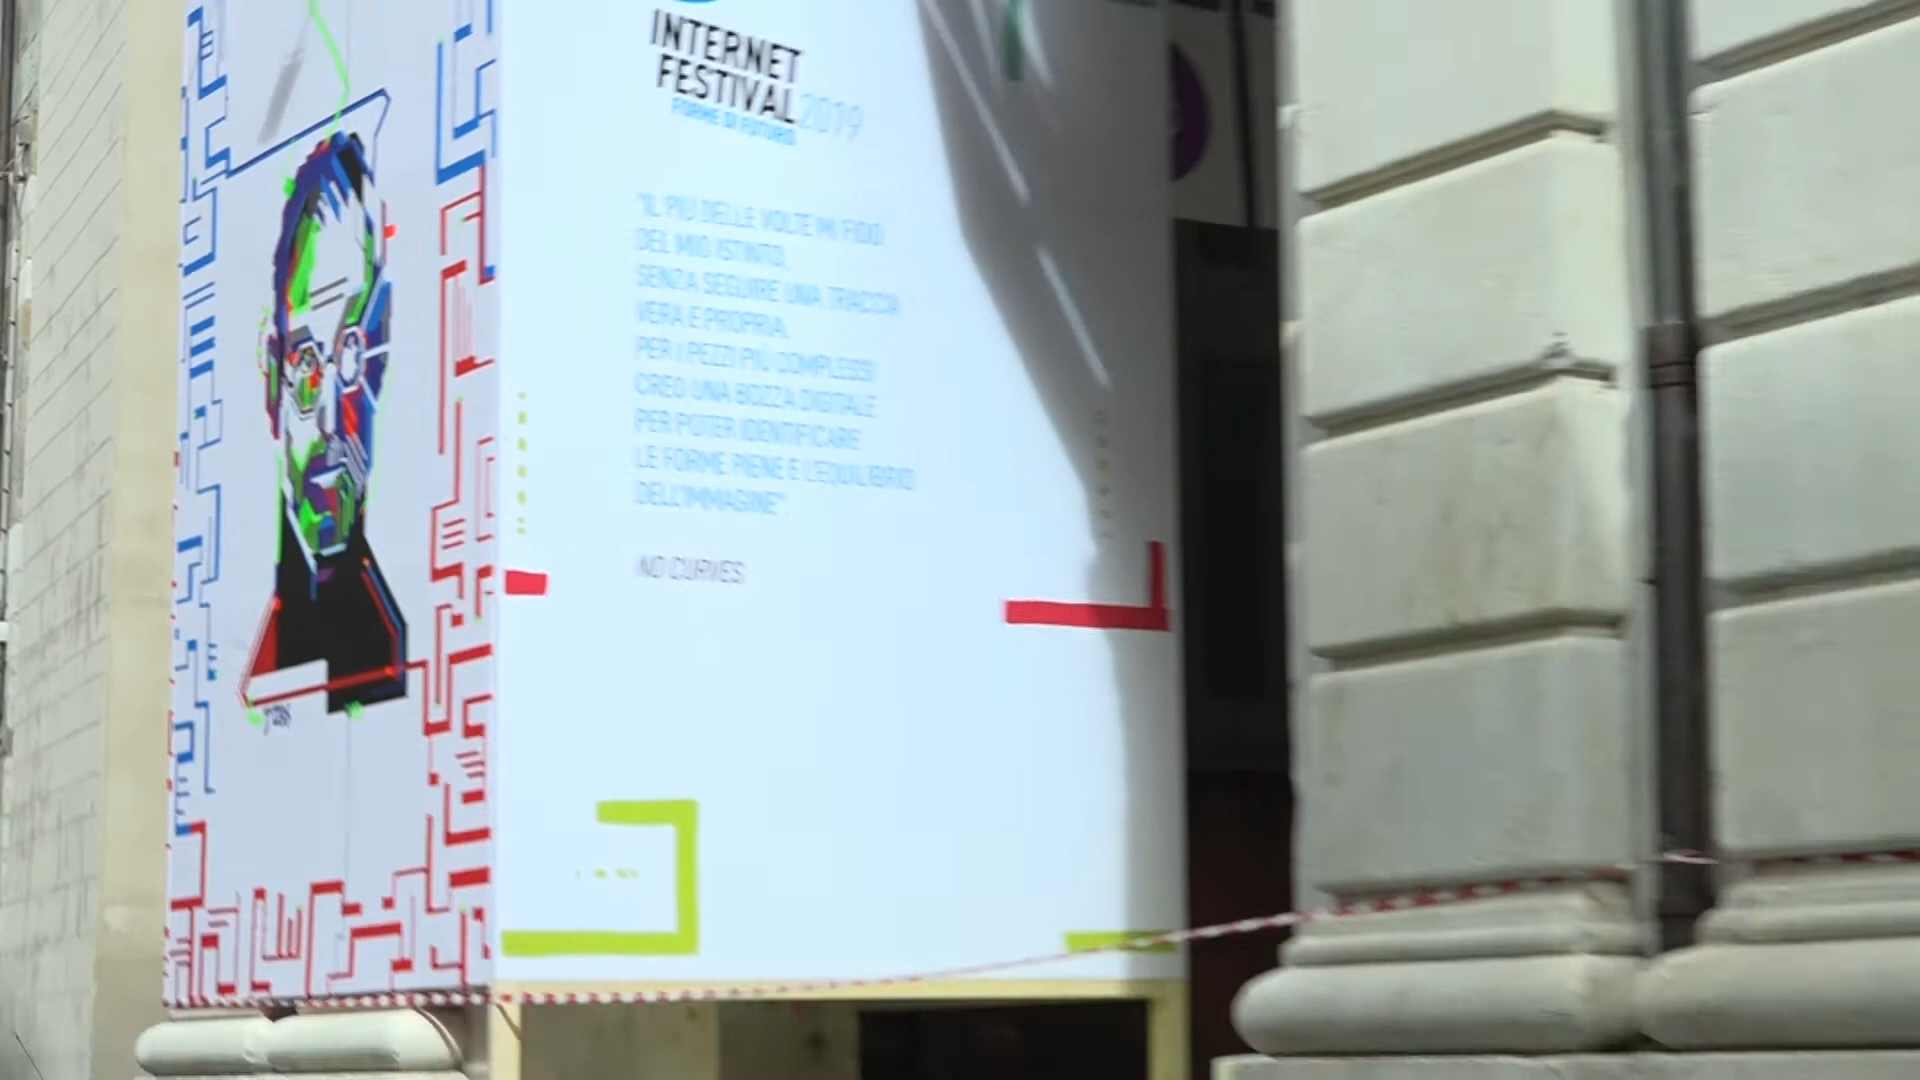 INTERNET
FESTIVAL 2019
FORME DI FUTURO
"IL PIÙ DELLE VOLTE MI FIDO
DEL MIO ISTINTO,
SENZA SEGUIRE UNA TRACCIA
VERA E PROPRIA.
PER I PEZZI PIÙ COMPLESSI
CREO UNA BOZZA DIGITALE
PER POTER IDENTIFICARE
LE FORME PIENE E L'EQUILIBRIO
DELL'IMMAGINE".
NO CURVES